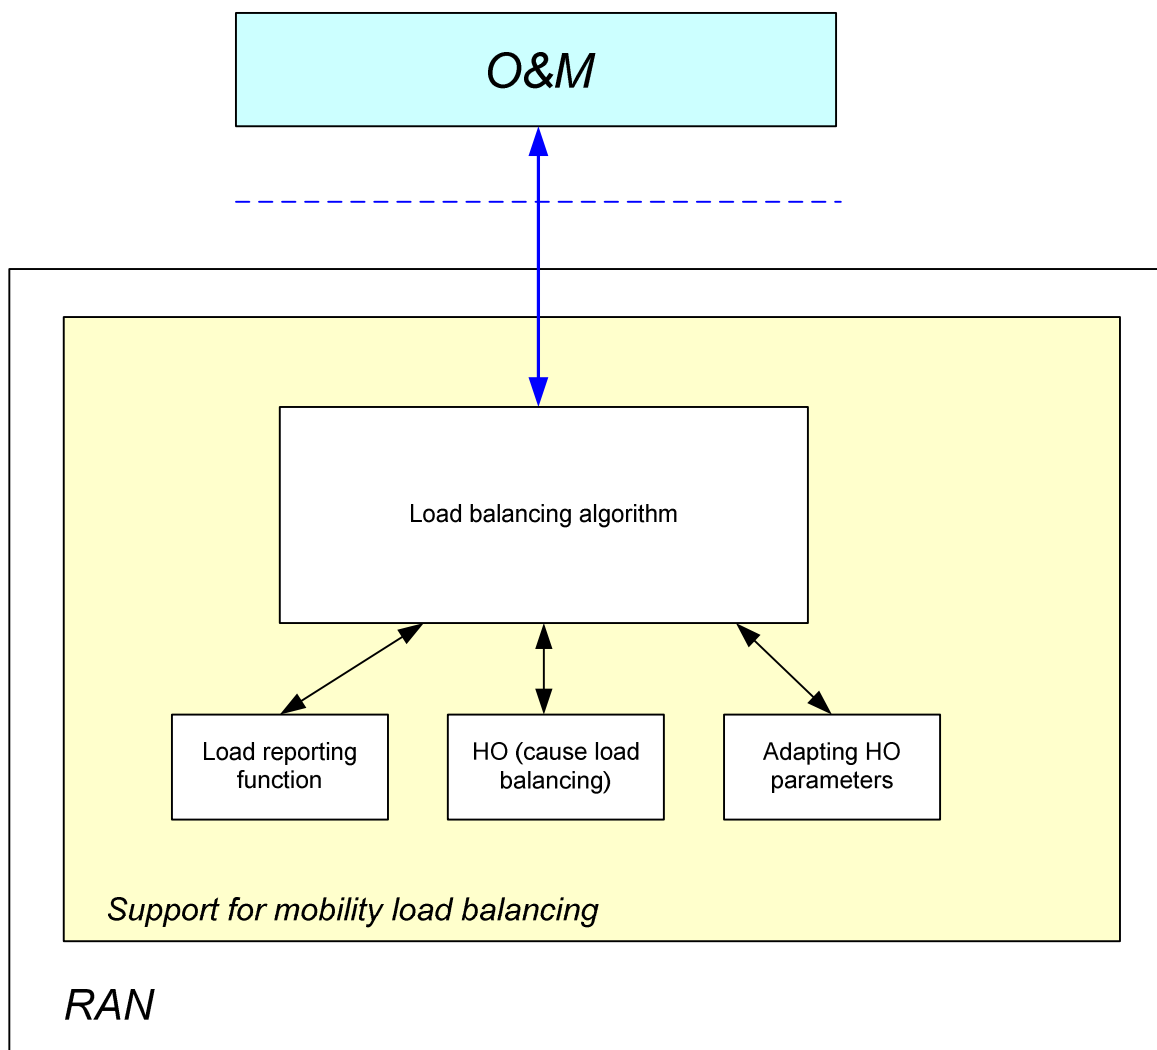 O&M
Load balancing algorithm
Load reporting
function
HO (cause load
balancing)
Adapting HO
parameters
Support for mobility load balancing
RAN